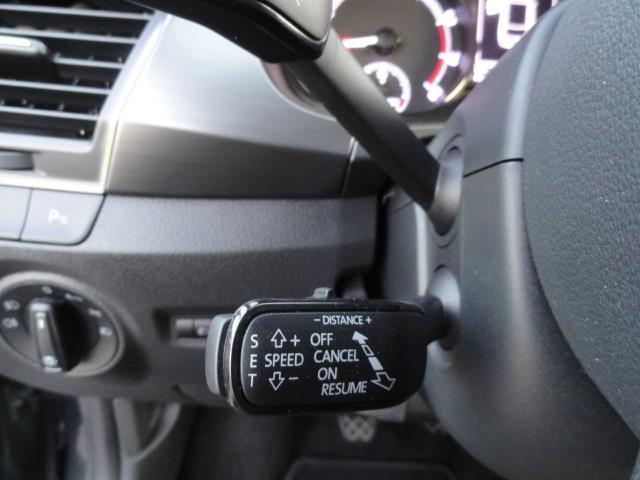 - DISTANCE +
S + OFF
E SPEED CANCEL
T - ON
RESUME
P